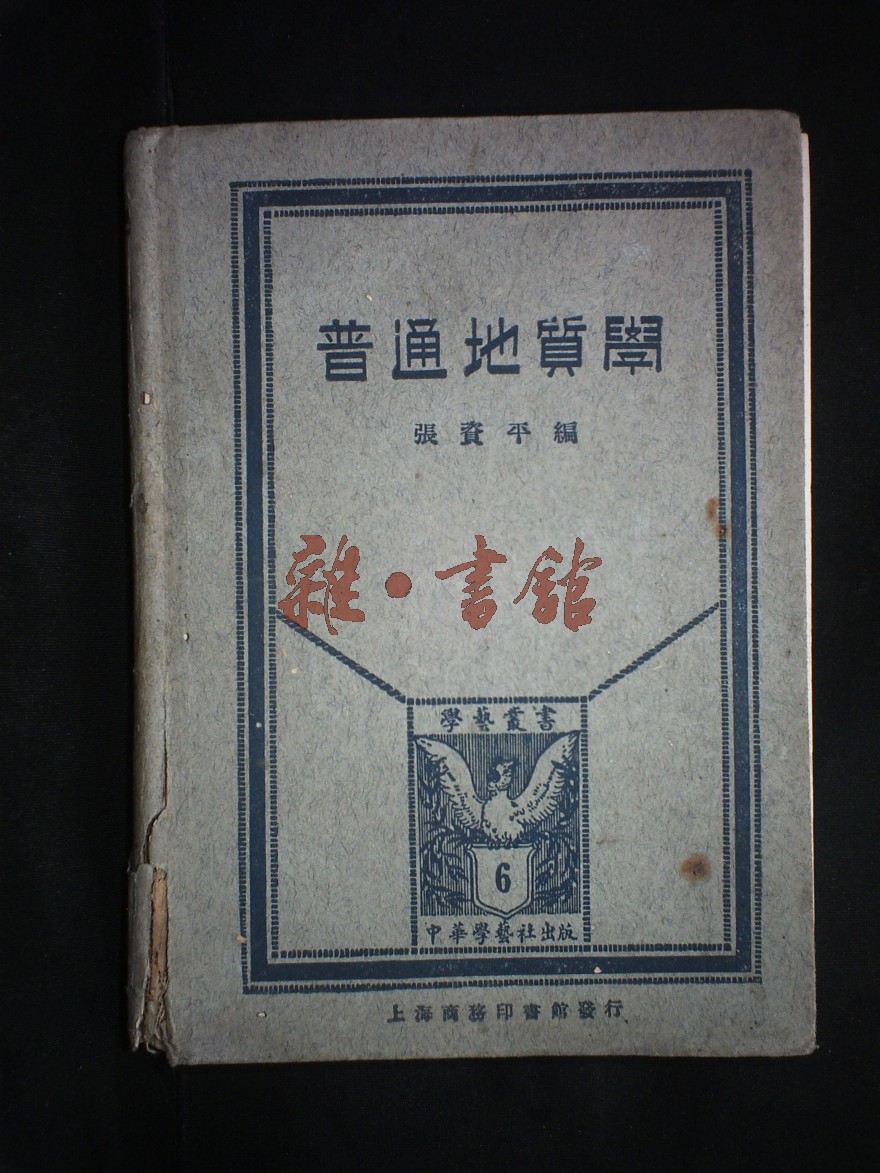 普通地質學
張資平編
雜·書館
學藝叢書
6
中華學藝社出版
上海商務印書館發行